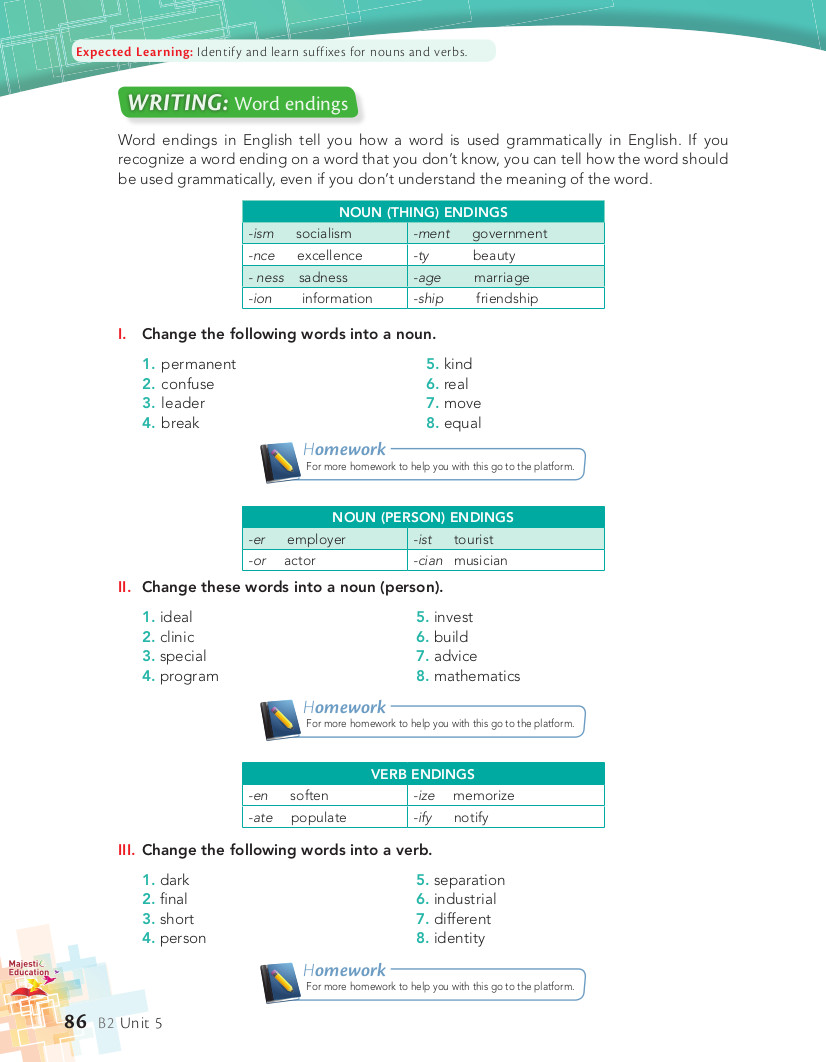 Expected Learning: Identify and learn suffixes for nouns and verbs.
WRITING: Word endings
Word endings in English tell you how a word is used grammatically in English. If you
recognize a word ending on a word that you don't know, you can tell how the word should
be used grammatically, even if you don't understand the meaning of the word.
NOUN (THING) ENDINGS
-ism socialism -ment government
-nce excellence -ty beauty
- ness sadness -age marriage
-ion information -ship friendship
I. Change the following words into a noun.
1. permanent 5. kind
2. confuse 6. real
3. leader 7. move
4. break 8. equal
Homework
For more homework to help you with this go to the platform.
NOUN (PERSON) ENDINGS
-er employer -ist tourist
-or actor -cian musician
II. Change these words into a noun (person).
1. ideal 5. invest
2. clinic 6. build
3. special 7. advice
4. program 8. mathematics
Homework
For more homework to help you with this go to the platform.
VERB ENDINGS
-en soften -ize memorize
-ate populate -ify notify
III. Change the following words into a verb.
1. dark 5. separation
2. final 6. industrial
3. short 7. different
4. person 8. identity
Homework
For more homework to help you with this go to the platform.
Majestic
Education
86 B2 Unit 5